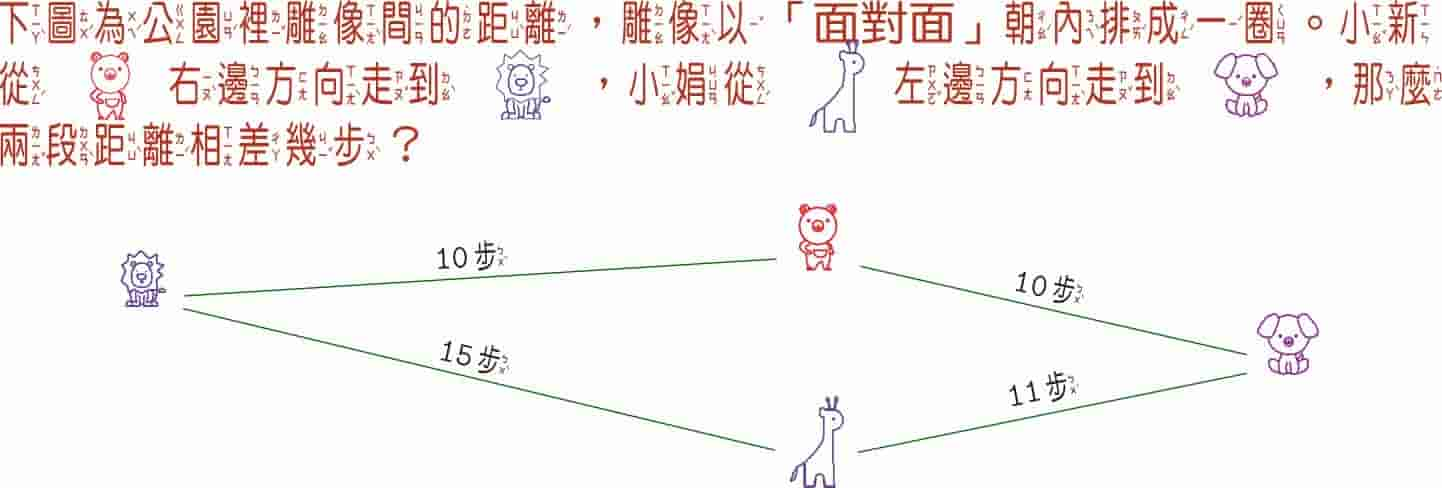 下圖為公園裡雕像間的距離，雕像以「面對面」朝內排成一圈。小新
從 右邊方向走到 ，小娟從 左邊方向走到 ，那麼
兩段距離相差幾步？
10步
10步
15步
11步